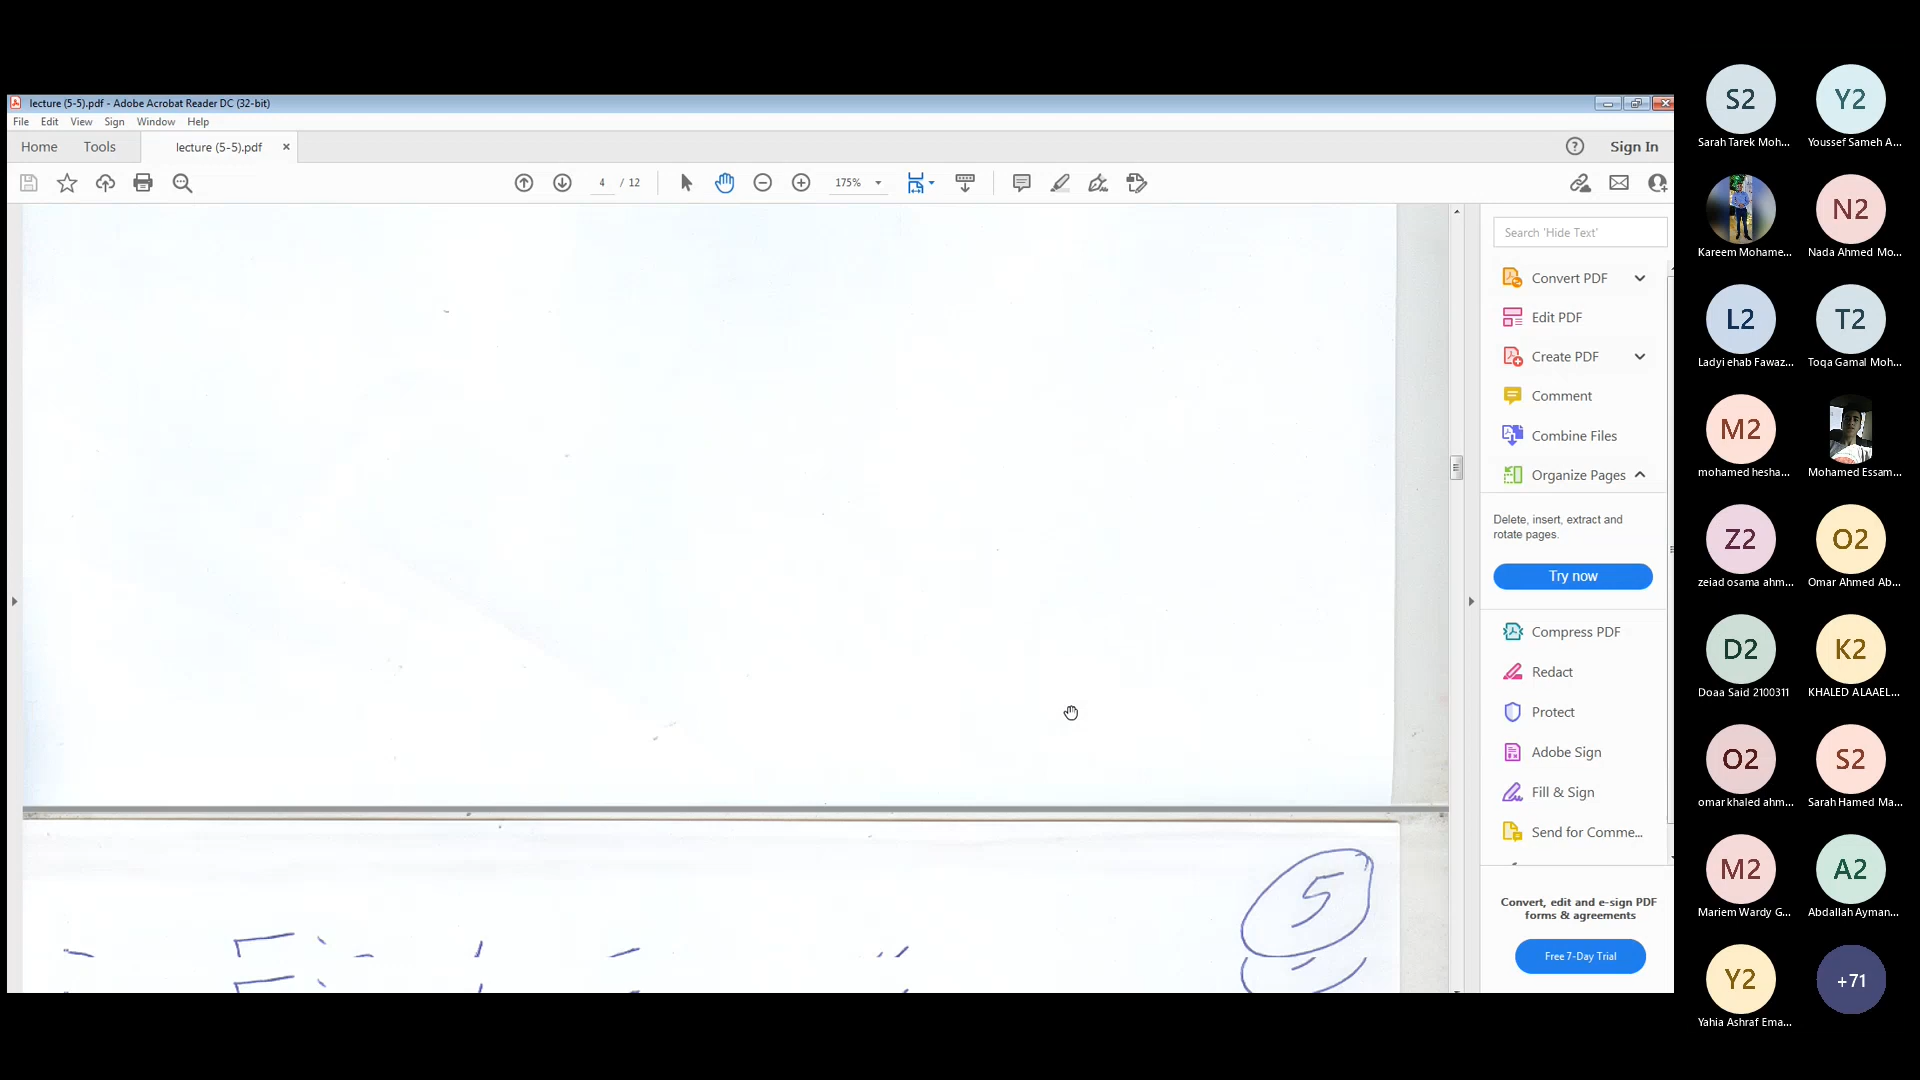 lecture (5-5).pdf - Adobe Acrobat Reader DC (32-bit)
File Edit View Sign Window Help
Home Tools lecture (5-5).pdf × Sign In
4 / 12 175%
Search 'Hide Text'
Convert PDF
Edit PDF
Create PDF
Comment
Combine Files
Organize Pages
Delete, insert, extract and
rotate pages.
Try now
Compress PDF
Redact
Protect
Adobe Sign
Fill & Sign
Send for Comme...
Convert, edit and e-sign PDF
forms & agreements
Free 7-Day Trial
5
S2 Y2
Sarah Tarek Moh... Youssef Sameh A...
N2
Kareem Mohame... Nada Ahmed Mo...
L2 T2
Ladyi ehab Fawaz... Toqa Gamal Moh...
M2
mohamed hesha... Mohamed Essam...
Z2 O2
zeiad osama ahm... Omar Ahmed Ab...
D2 K2
Doaa Said 2100311 KHALED ALAAEL...
O2 S2
omar khaled ahm... Sarah Hamed Ma...
M2 A2
Mariem Wardy G... Abdallah Ayman...
Y2 +71
Yahia Ashraf Ema...